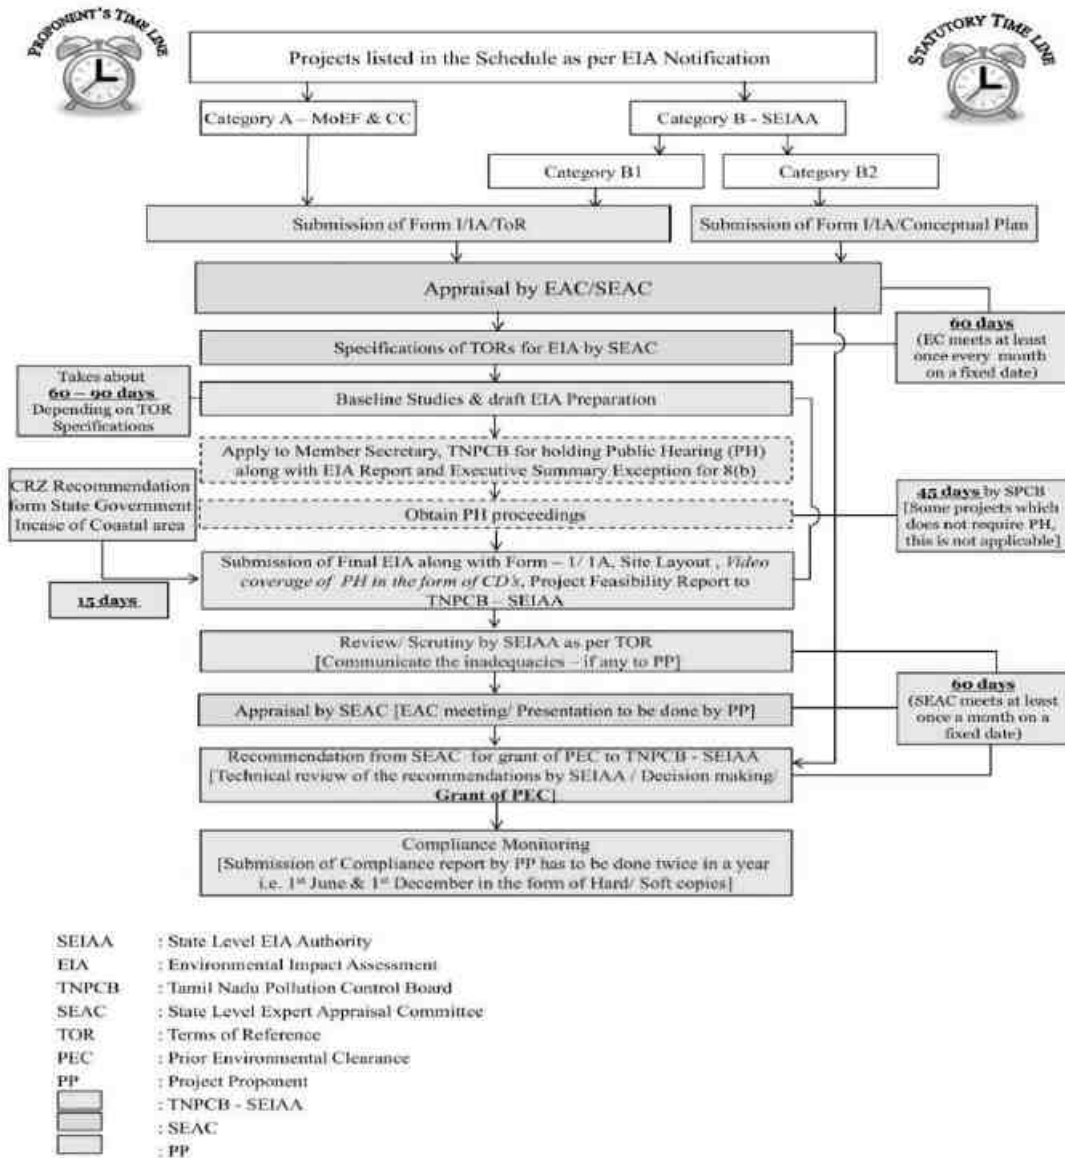 PROPONENT'S TIME LINE
STATUTORY TIME LINE
Projects listed in the Schedule as per EIA Notification
Category A – MoEF & CC
Category B - SEIAA
Category B1
Category B2
Submission of Form I/IA/ToR
Submission of Form I/IA/Conceptual Plan
Appraisal by EAC/SEAC
60 days
(EC meets at least
once every month
on a fixed date)
Specifications of TORs for EIA by SEAC
Takes about
60 – 90 days
Depending on TOR
Specifications
Baseline Studies & draft EIA Preparation
Apply to Member Secretary, TNPCB for holding Public Hearing (PH)
along with EIA Report and Executive Summary Exception for 8(b)
CRZ Recommendation
form State Government
Incase of Coastal area
45 days by SPCB
[Some projects which
does not require PH,
this is not applicable]
Obtain PH proceedings
Submission of Final EIA along with Form – 1/ 1A, Site Layout , Video
coverage of PH in the form of CD's, Project Feasibility Report to
TNPCB – SEIAA
15 days
Review/ Scrutiny by SEIAA as per TOR
[Communicate the inadequacies – if any to PP]
60 days
(SEAC meets at least
once a month on a
fixed date)
Appraisal by SEAC [EAC meeting/ Presentation to be done by PP]
Recommendation from SEAC for grant of PEC to TNPCB - SEIAA
[Technical review of the recommendations by SEIAA / Decision making/
Grant of PEC]
Compliance Monitoring
[Submission of Compliance report by PP has to be done twice in a year
i.e. 1st June & 1st December in the form of Hard/ Soft copies]
SEIAA : State Level EIA Authority
EIA : Environmental Impact Assessment
TNPCB : Tamil Nadu Pollution Control Board
SEAC : State Level Expert Appraisal Committee
TOR : Terms of Reference
PEC : Prior Environmental Clearance
PP : Project Proponent
: TNPCB - SEIAA
: SEAC
: PP